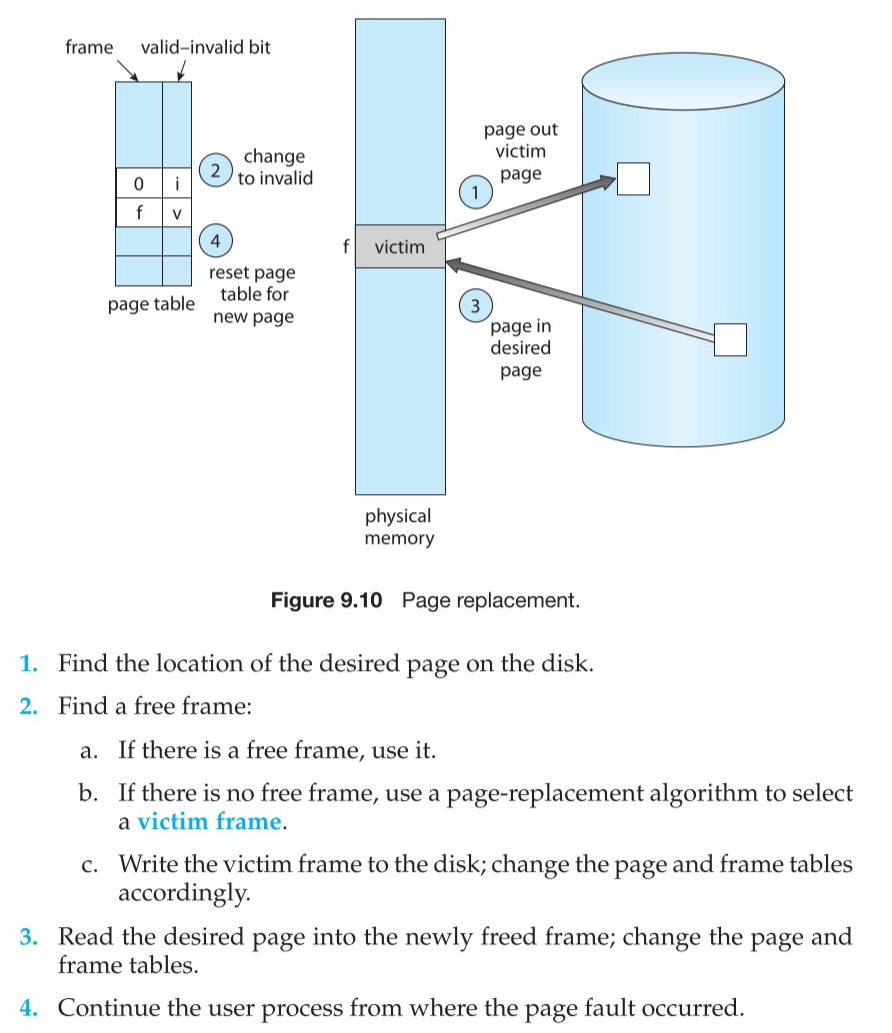 frame valid–invalid bit
page out
victim
page
1
change
to invalid
2
0 i
f v
4
reset page
table for
new page
page table
f victim
3
page in
desired
page
physical
memory
Figure 9.10 Page replacement.
1. Find the location of the desired page on the disk.
2. Find a free frame:
a. If there is a free frame, use it.
b. If there is no free frame, use a page-replacement algorithm to select
a victim frame.
c. Write the victim frame to the disk; change the page and frame tables
accordingly.
3. Read the desired page into the newly freed frame; change the page and
frame tables.
4. Continue the user process from where the page fault occurred.